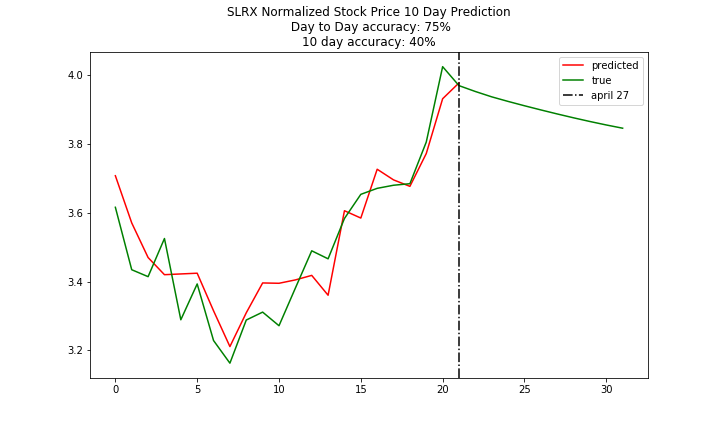 SLRX Normalized Stock Price 10 Day Prediction
Day to Day accuracy: 75%
10 day accuracy: 40%
predicted
true
april 27
4.0
3.8
3.6
3.4
3.2
0 5 10 15 20 25 30